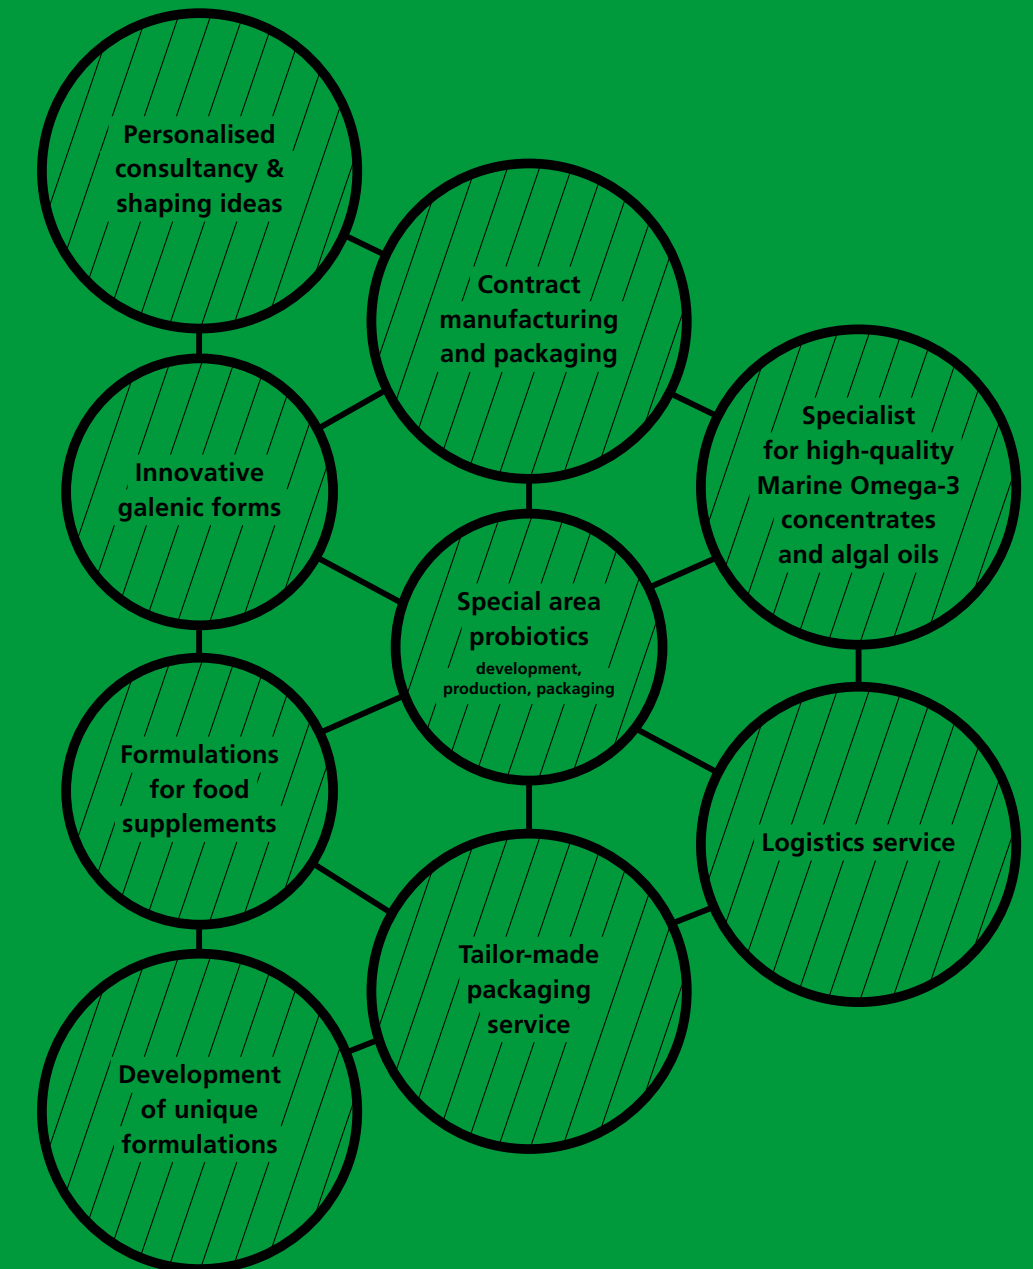 Personalised
consultancy &
shaping ideas
Contract
manufacturing
and packaging
Specialist
for high-quality
Marine Omega-3
concentrates
and algal oils
Innovative
galenic forms
Special area
probiotics
development,
production, packaging
Formulations
for food
supplements
Logistics service
Tailor-made
packaging
service
Development
of unique
formulations